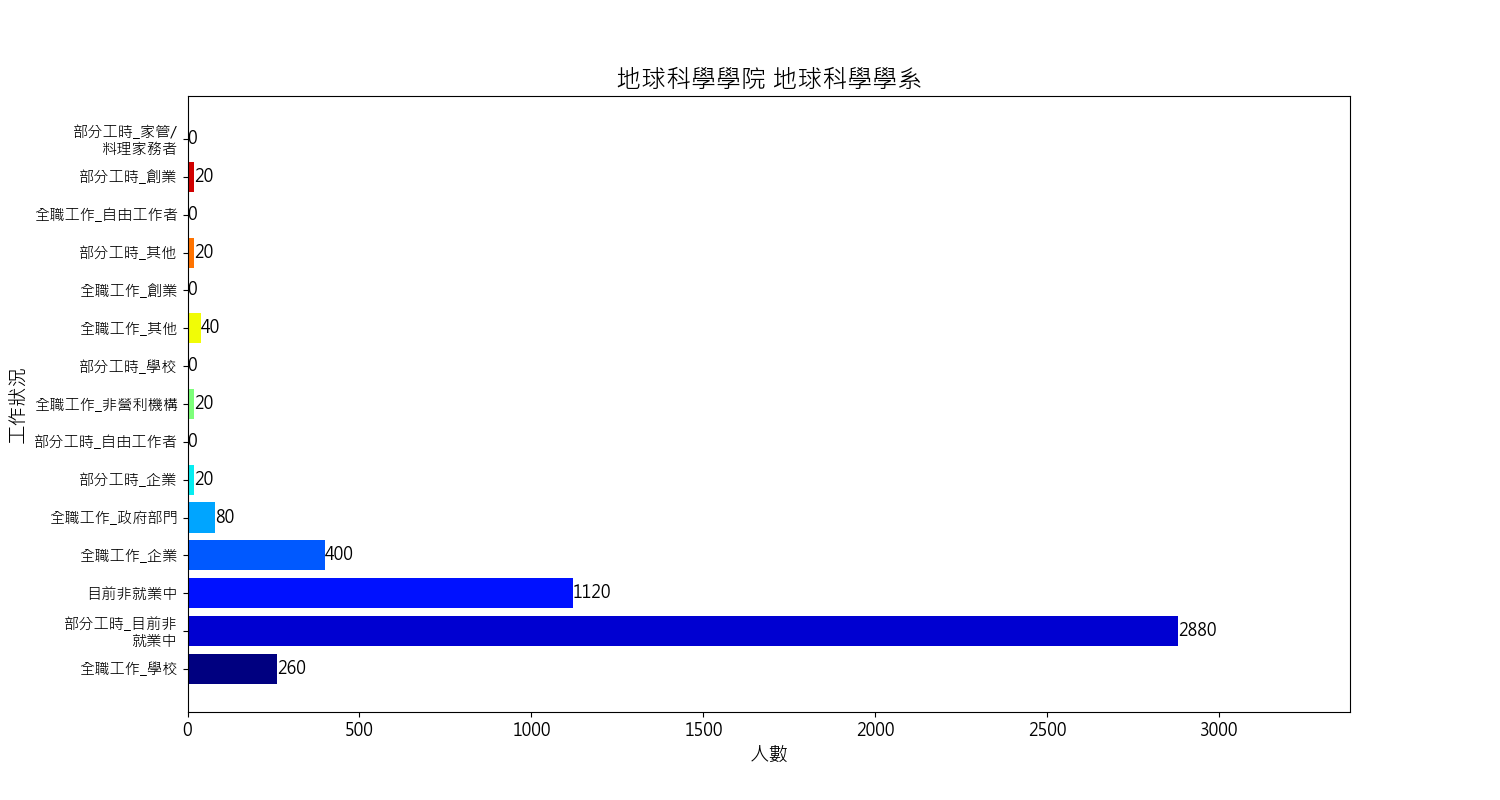 地球科學學院 地球科學學系
工作狀況
部分工時_家管/
料理家務者
0
部分工時_創業
20
全職工作_自由工作者
0
部分工時_其他
20
全職工作_創業
0
全職工作_其他
40
部分工時_學校
0
全職工作_非營利機構
20
部分工時_自由工作者
0
部分工時_企業
20
全職工作_政府部門
80
全職工作_企業
400
目前非就業中
1120
部分工時_目前非
就業中
2880
全職工作_學校
260
0 500 1000 1500 2000 2500 3000
人數